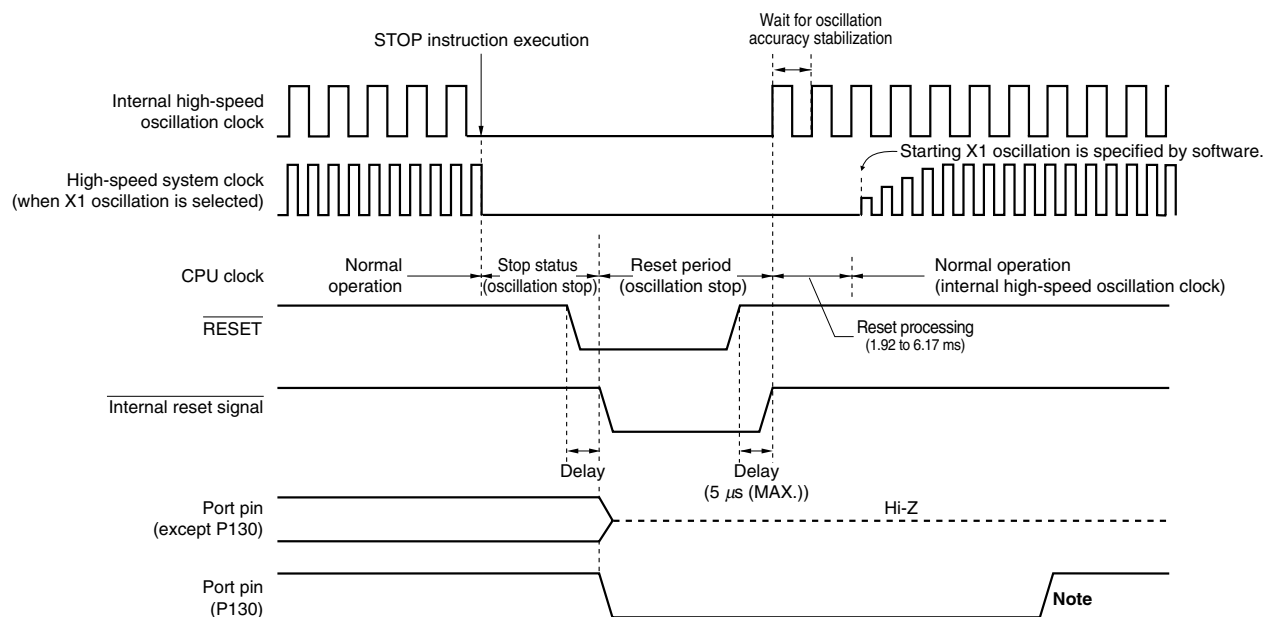 Wait for oscillation
accuracy stabilization
STOP instruction execution
Internal high-speed
oscillation clock
Starting X1 oscillation is specified by software.
High-speed system clock
(when X1 oscillation is selected)
CPU clock
Normal
operation
Stop status
(oscillation stop)
Reset period
(oscillation stop)
Normal operation
(internal high-speed oscillation clock)
RESET
Reset processing
(1.92 to 6.17 ms)
Internal reset signal
Delay
Delay
(5 μs (MAX.))
Port pin
(except P130)
Hi-Z
Port pin
(P130)
Note